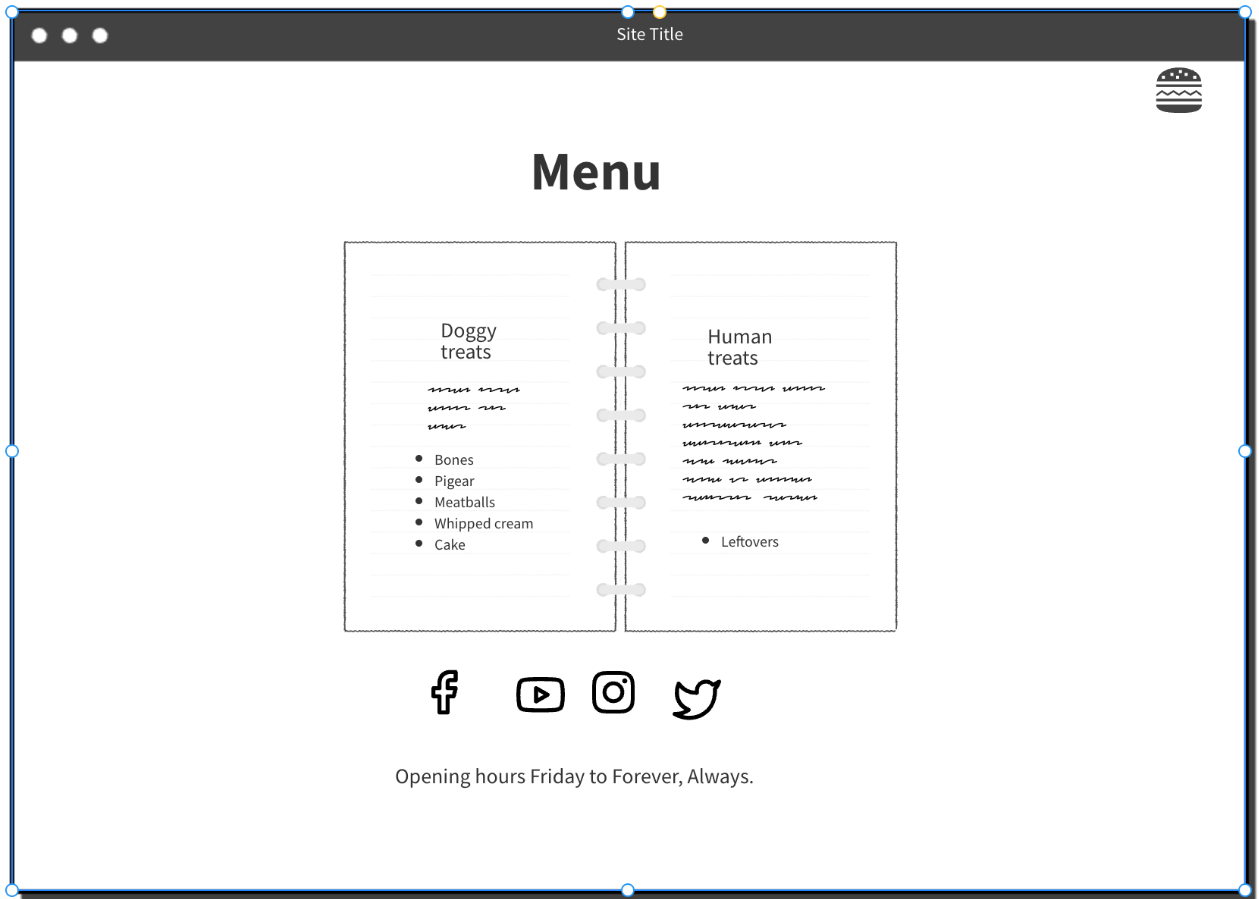 Site Title
Menu
Doggy
treats
Bones
Pigear
Meatballs
Whipped cream
Cake
Human
treats
Leftovers
Opening hours Friday to Forever, Always.